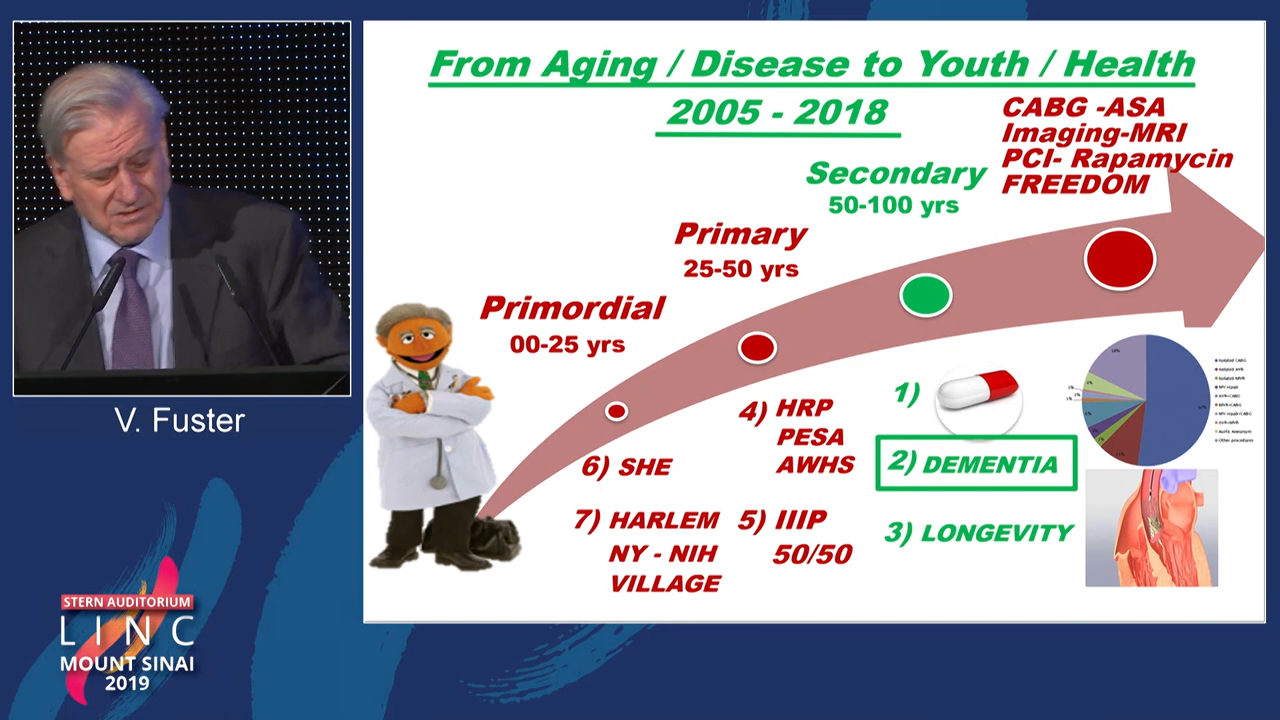 From Aging / Disease to Youth / Health
2005 - 2018
CABG -ASA
Imaging-MRI
PCI- Rapamycin
FREEDOM
Secondary
50-100 yrs
Primary
25-50 yrs
Primordial
00-25 yrs
1)
2) DEMENTIA
3) LONGEVITY
4) HRP
PESA
AWHS
5) IIIP
50/50
6) SHE
7) HARLEM
NY - NIH
VILLAGE
V. Fuster
STERN AUDITORIUM
LINC
MOUNT SINAI
2019